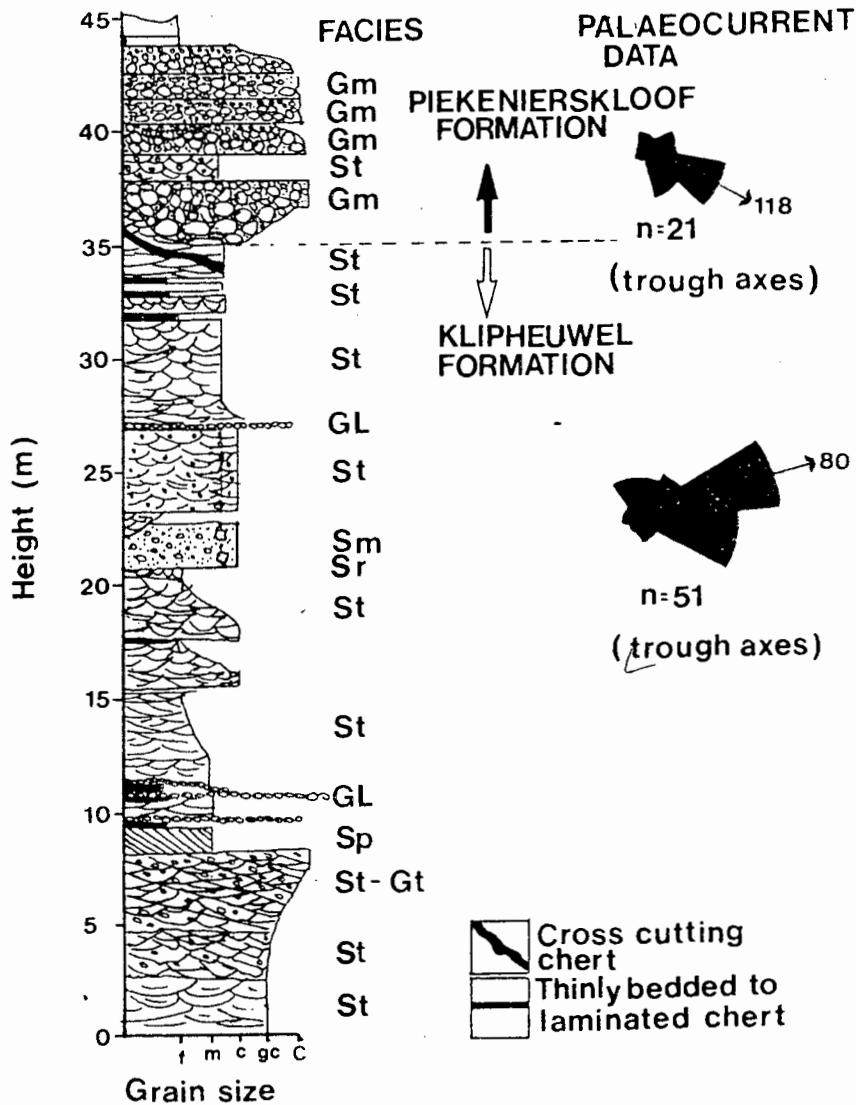 FACIES
PALAEOCURRENT
DATA
45
Gm
Gm
PIEKENIERSKLOOF
FORMATION
40
Gm
St
Gm
118
n=21
35
(trough axes)
St
St
KLIPHEUWEL
FORMATION
30
St
GL
25
St
80
Sm
Sr
20
St
n=51
(trough axes)
15
St
GL
10
Sp
St-Gt
5
St
St
0
Height (m)
f m c gc C
Grain size
Cross cutting
chert
Thinly bedded to
laminated chert